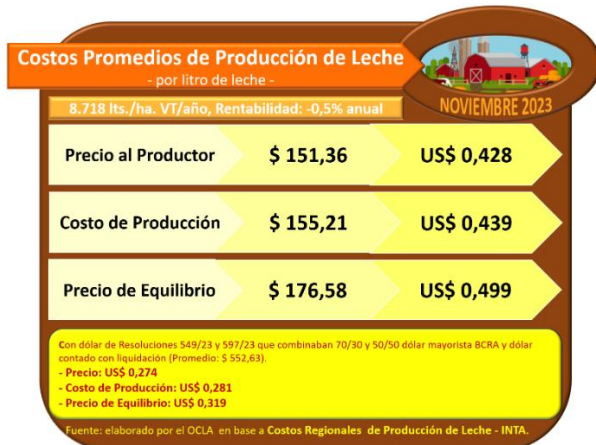 Costos Promedios de Producción de Leche
- por litro de leche -
NOVIEMBRE 2023
8.718 lts./ha. VT/año, Rentabilidad: -0,5% anual
Precio al Productor $ 151,36 US$ 0,428
Costo de Producción $ 155,21 US$ 0,439
Precio de Equilibrio $ 176,58 US$ 0,499
Con dólar de Resoluciones 549/23 y 597/23 que combinaban 70/30 y 50/50 dólar mayorista BCRA y dólar
contado con liquidación (Promedio: $ 552,63).
- Precio: US$ 0,274
- Costo de Producción: US$ 0,281
- Precio de Equilibrio: US$ 0,319
Fuente: elaborado por el OCLA en base a Costos Regionales de Producción de Leche - INTA.